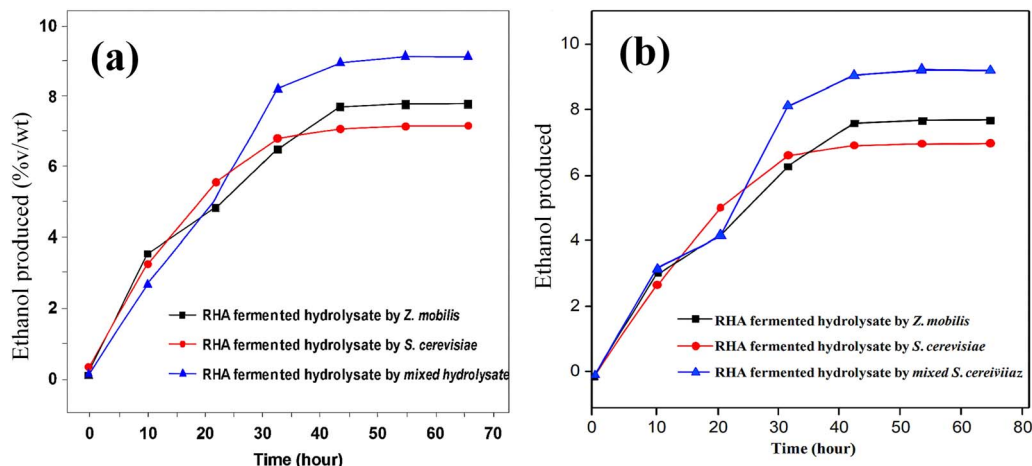 (a)
Ethanol produced (%v/wt)
10
8
6
4
2
0
RHA fermented hydrolysate by Z. mobilis
RHA fermented hydrolysate by S. cerevisiae
RHA fermented hydrolysate by mixed hydrolysate
0 10 20 30 40 50 60 70
Time (hour)
(b)
Ethanol produced
10
8
6
4
2
0
RHA fermented hydrolysate by Z. mobilis
RHA fermented hydrolysate by S. cerevisiae
RHA fermented hydrolysate by mixed S. cereiviiaz
0 10 20 30 40 50 60 70 80
Time (hour)